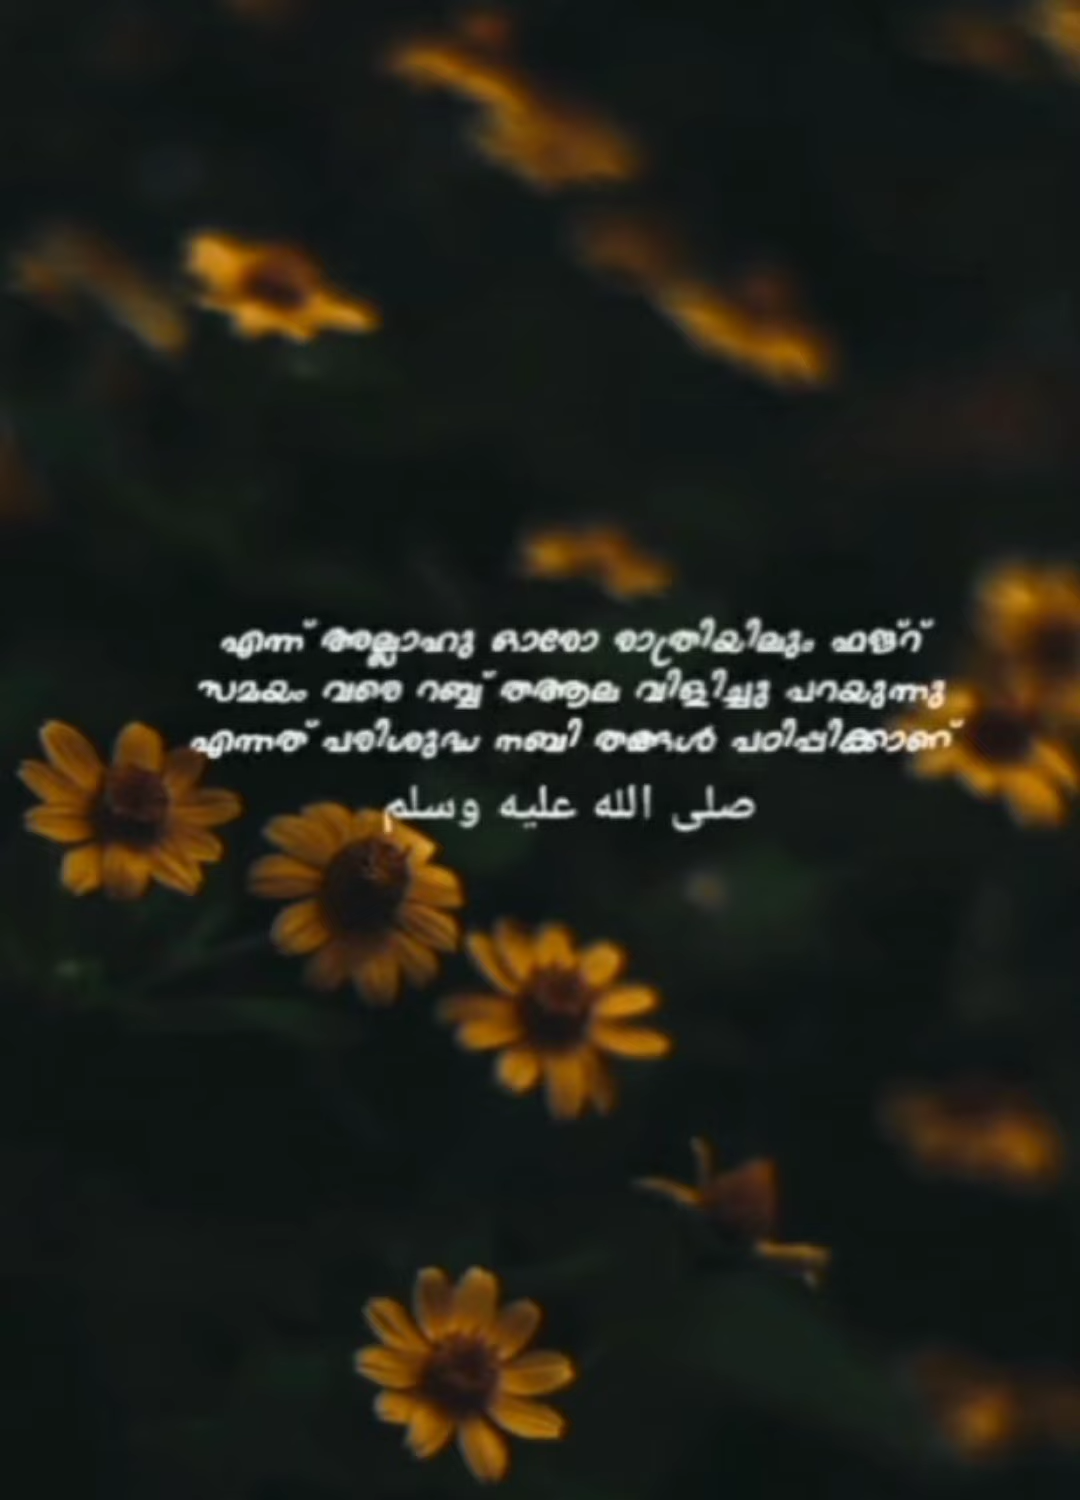 എന്ന് അല്ലാഹു ഓരോ രാത്രിയിലും ഫജ്റ്
സമയം വരെ റബ്ബ് തആല വിളിച്ചു പറയുന്നു
എന്നത് പരിശുദ്ധ നബി തങ്ങൾ പഠിപ്പിക്കാണ്
صلى الله عليه وسلم